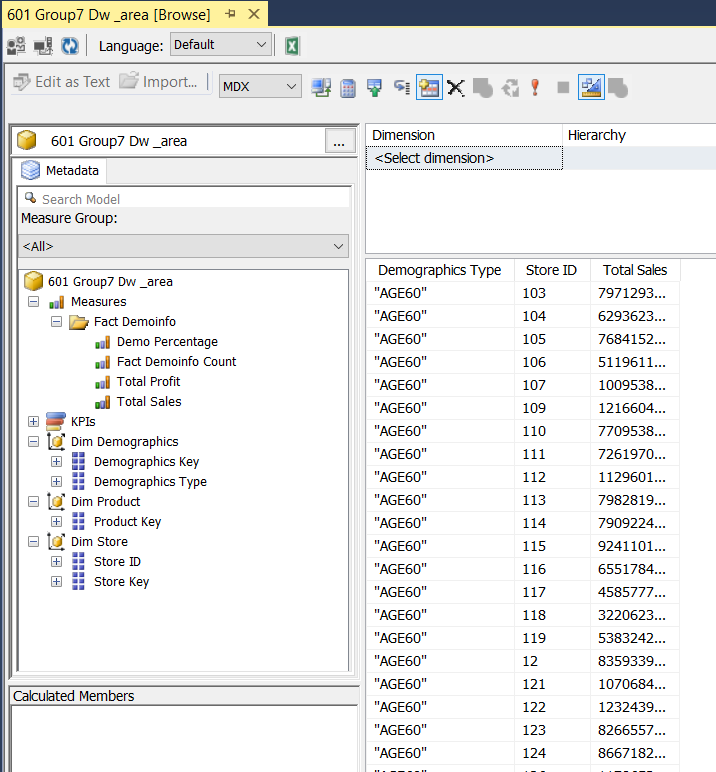 601 Group7 Dw _area [Browse]
Language: Default
Edit as Text Import... MDX
601 Group7 Dw _area ...
Metadata
Search Model
Measure Group:
<All>
601 Group7 Dw _area
Measures
Fact Demoinfo
Demo Percentage
Fact Demoinfo Count
Total Profit
Total Sales
KPIs
Dim Demographics
Demographics Key
Demographics Type
Dim Product
Product Key
Dim Store
Store ID
Store Key
Calculated Members
Dimension Hierarchy
<Select dimension>
Demographics Type Store ID Total Sales
"AGE60" 103 7971293...
"AGE60" 104 6293623...
"AGE60" 105 7684152...
"AGE60" 106 5119611...
"AGE60" 107 1009538...
"AGE60" 109 1216604...
"AGE60" 110 7709538...
"AGE60" 111 7261970...
"AGE60" 112 1129601...
"AGE60" 113 7982819...
"AGE60" 114 7909224...
"AGE60" 115 9241101...
"AGE60" 116 6551784...
"AGE60" 117 4585777...
"AGE60" 118 3220623...
"AGE60" 119 5383242...
"AGE60" 12 8359339...
"AGE60" 121 1070684...
"AGE60" 122 1232439...
"AGE60" 123 8266557...
"AGE60" 124 8667182...